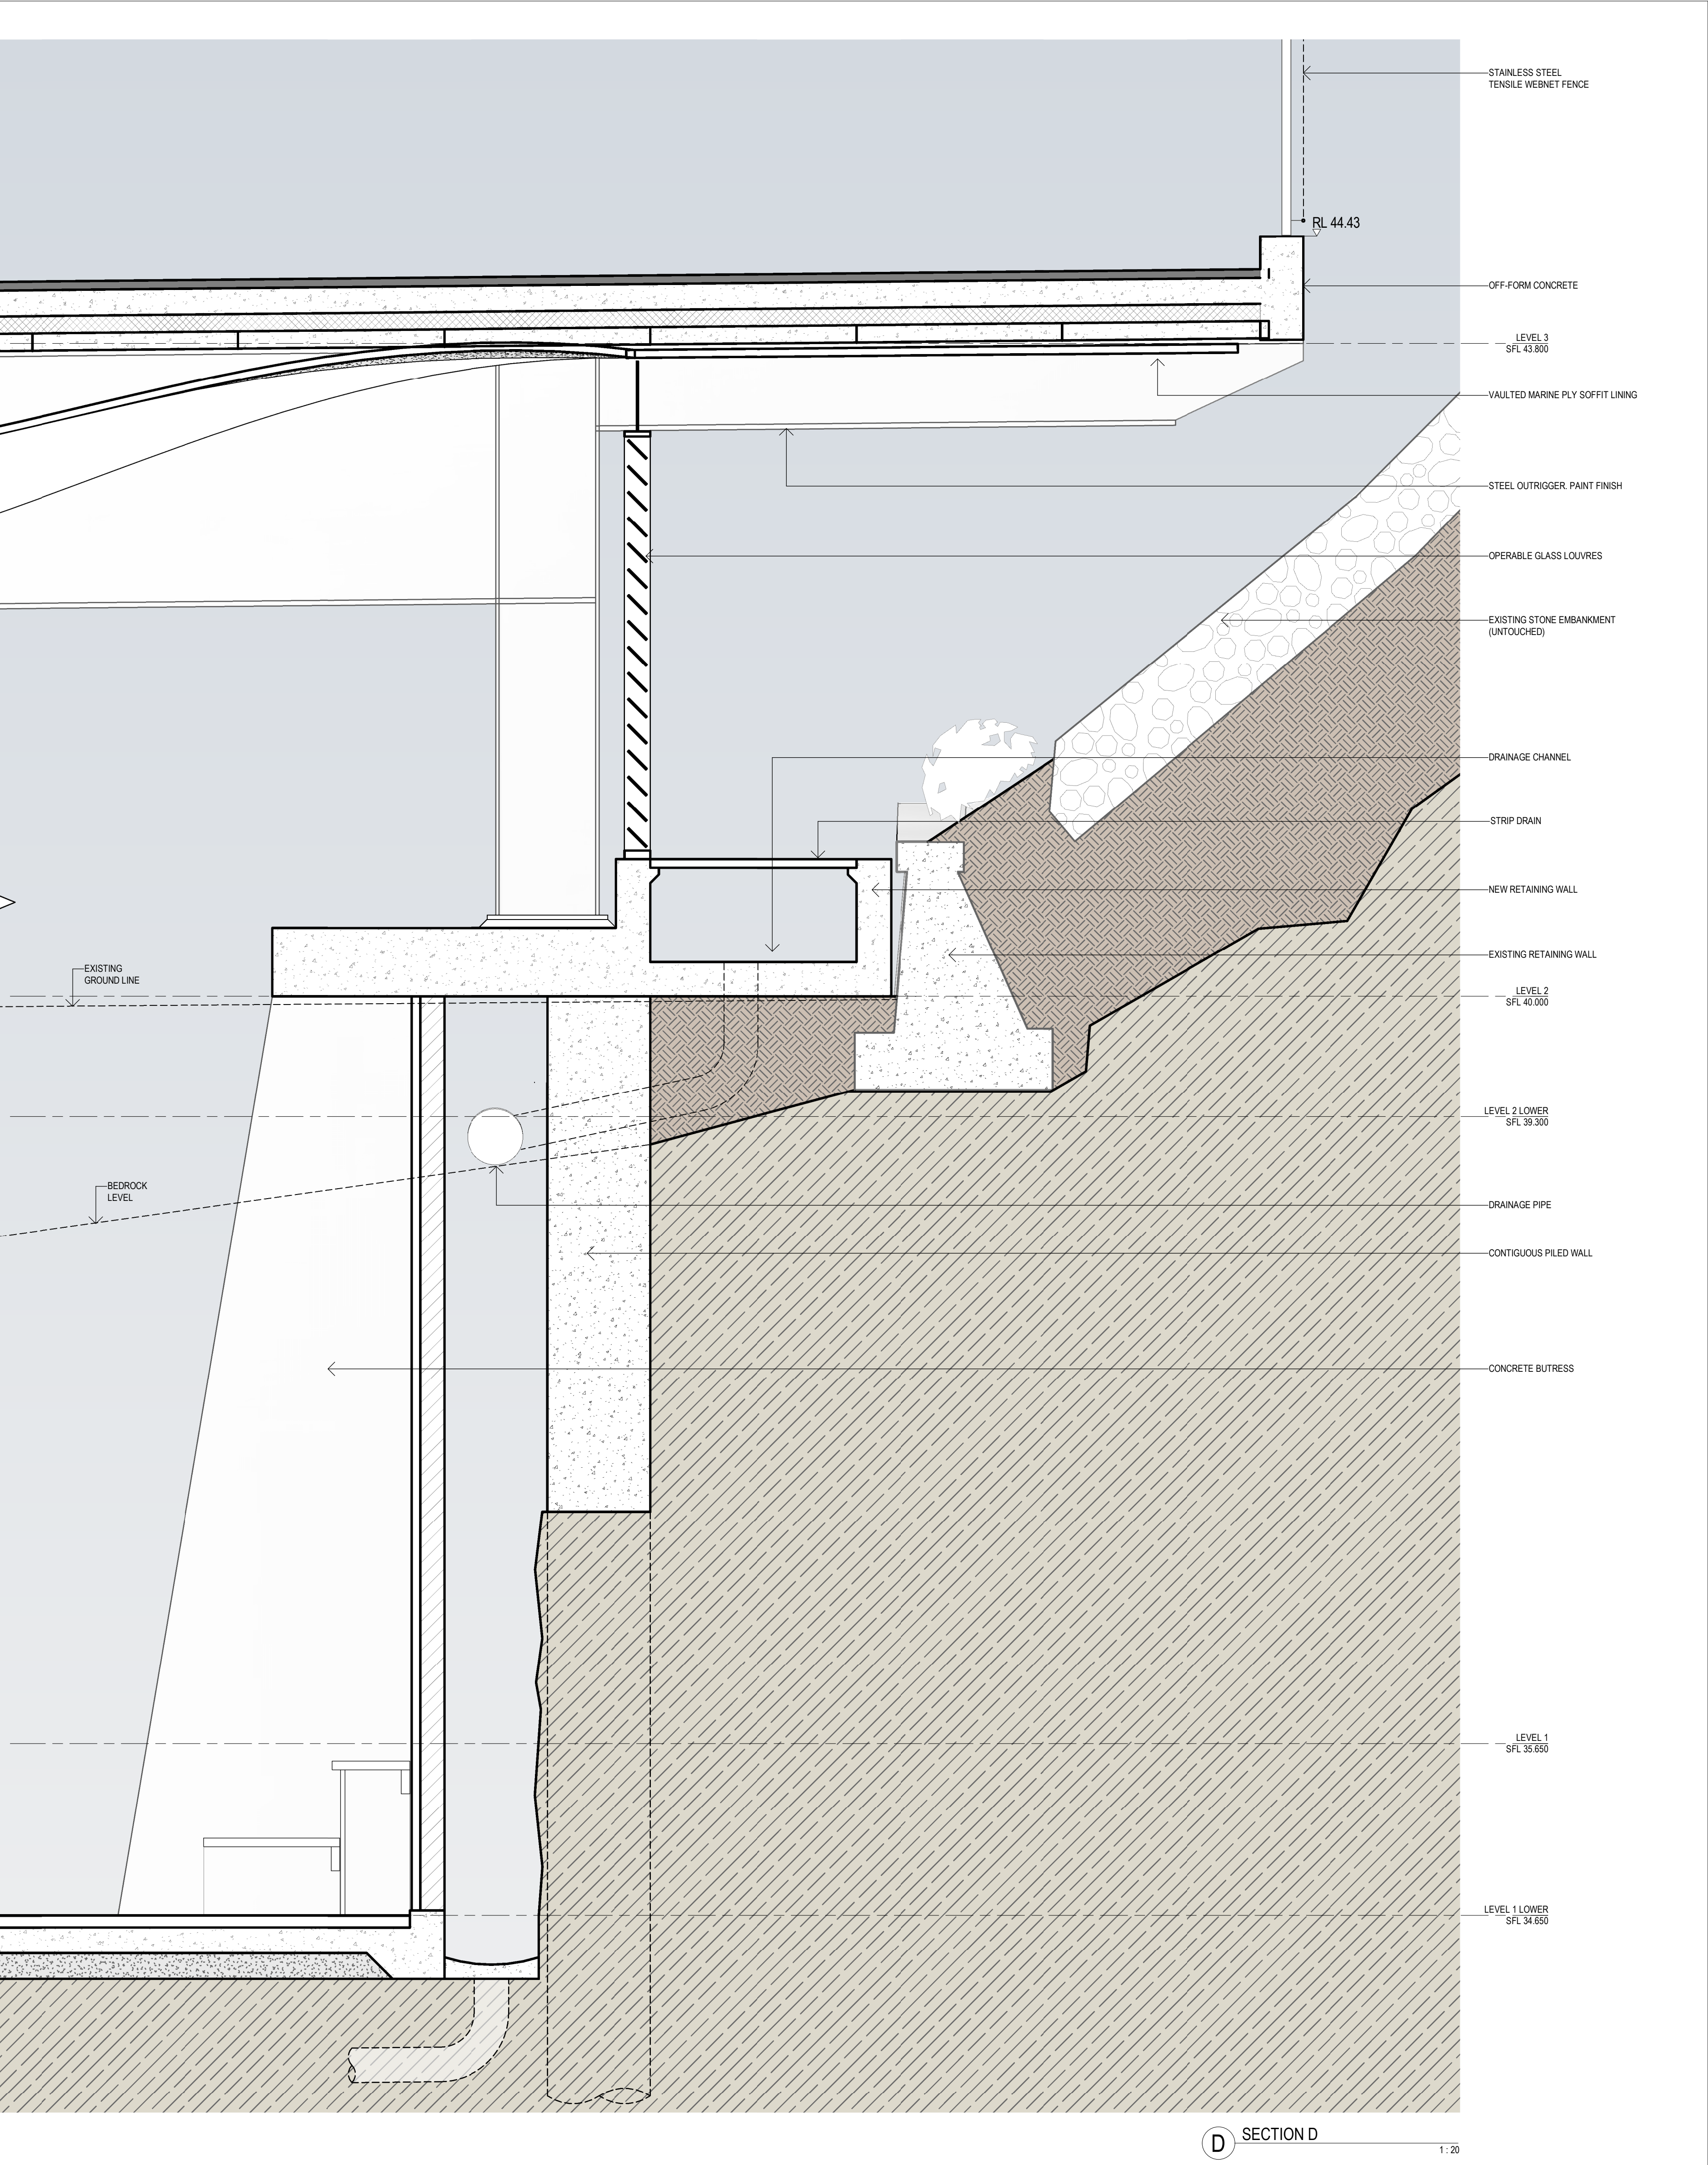 STAINLESS STEEL
TENSILE WEBNET FENCE
RL 44.43
OFF-FORM CONCRETE
LEVEL 3
SFL 43.800
VAULTED MARINE PLY SOFFIT LINING
STEEL OUTRIGGER. PAINT FINISH
OPERABLE GLASS LOUVRES
EXISTING STONE EMBANKMENT
(UNTOUCHED)
DRAINAGE CHANNEL
STRIP DRAIN
NEW RETAINING WALL
EXISTING RETAINING WALL
EXISTING
GROUND LINE
LEVEL 2
SFL 40.000
LEVEL 2 LOWER
SFL 39.300
BEDROCK
LEVEL
DRAINAGE PIPE
CONTIGUOUS PILED WALL
CONCRETE BUTRESS
LEVEL 1
SFL 35.650
LEVEL 1 LOWER
SFL 34.650
D
SECTION D
1 : 20